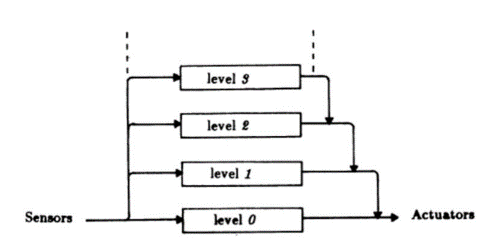 level 3
level 2
level 1
Sensors
level 0
Actuators